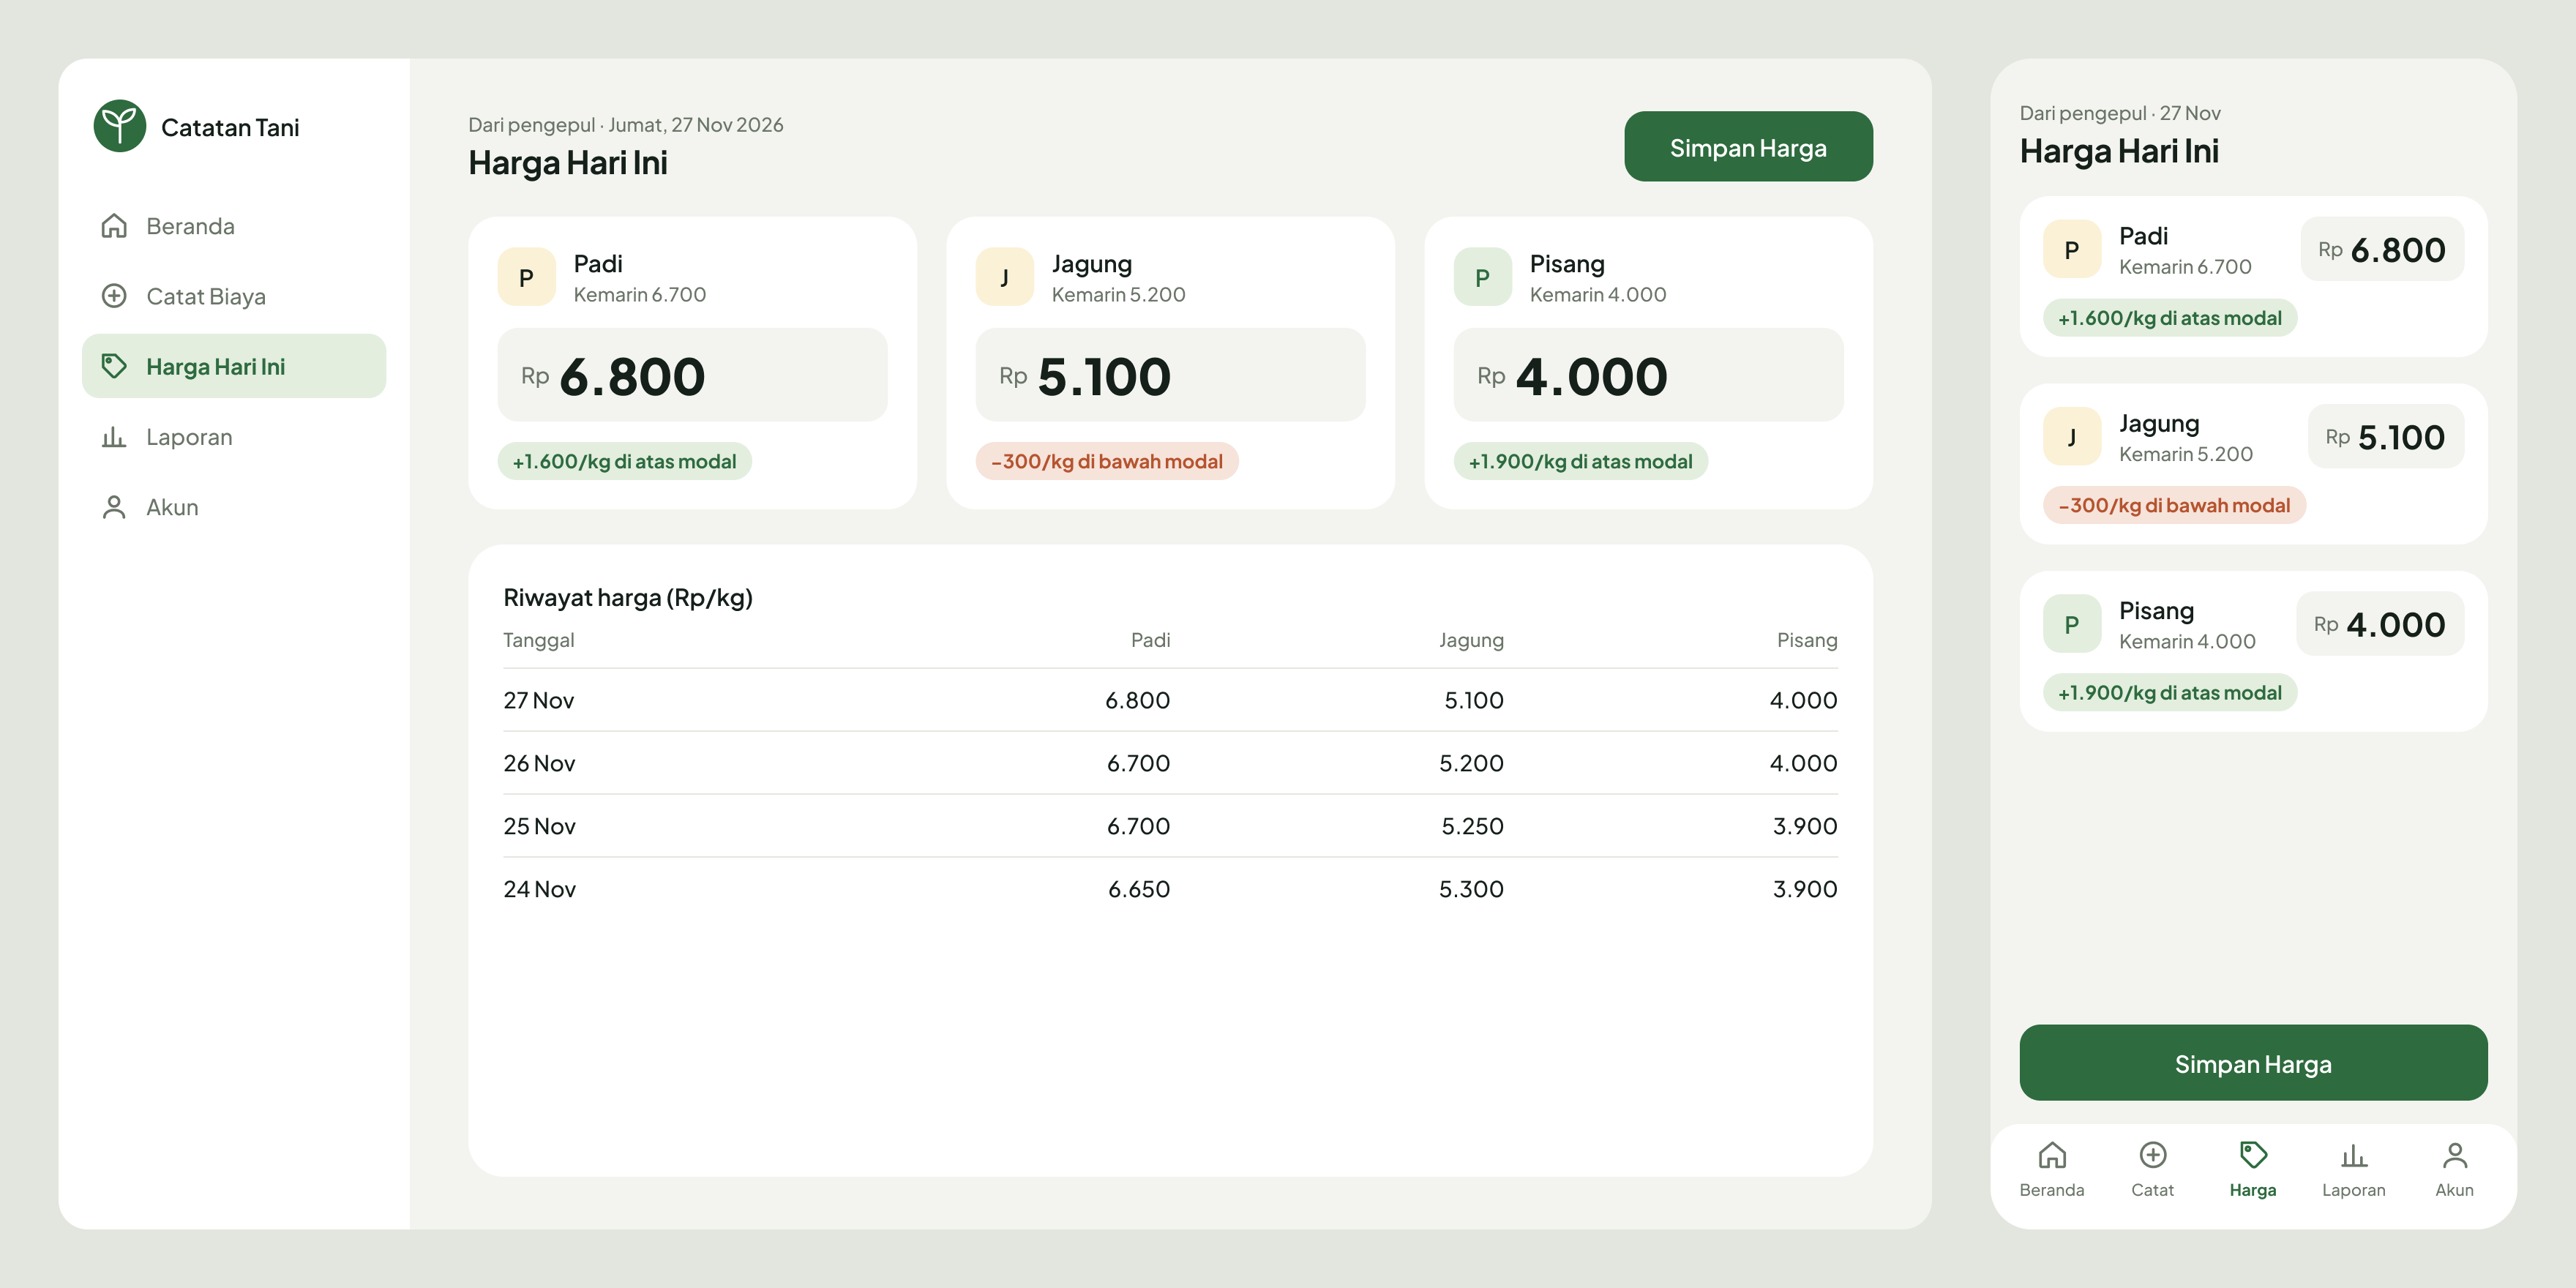 Catatan Tani
Beranda
Catat Biaya
Harga Hari Ini
Laporan
Akun
Dari pengepul · Jumat, 27 Nov 2026
Harga Hari Ini
Simpan Harga
P
Padi
Kemarin 6.700
Rp 6.800
+1.600/kg di atas modal
J
Jagung
Kemarin 5.200
Rp 5.100
−300/kg di bawah modal
P
Pisang
Kemarin 4.000
Rp 4.000
+1.900/kg di atas modal
Riwayat harga (Rp/kg)
Tanggal Padi Jagung Pisang
27 Nov 6.800 5.100 4.000
26 Nov 6.700 5.200 4.000
25 Nov 6.700 5.250 3.900
24 Nov 6.650 5.300 3.900
Dari pengepul · 27 Nov
Harga Hari Ini
P
Padi
Kemarin 6.700
Rp 6.800
+1.600/kg di atas modal
J
Jagung
Kemarin 5.200
Rp 5.100
−300/kg di bawah modal
P
Pisang
Kemarin 4.000
Rp 4.000
+1.900/kg di atas modal
Simpan Harga
Beranda Catat Harga Laporan Akun